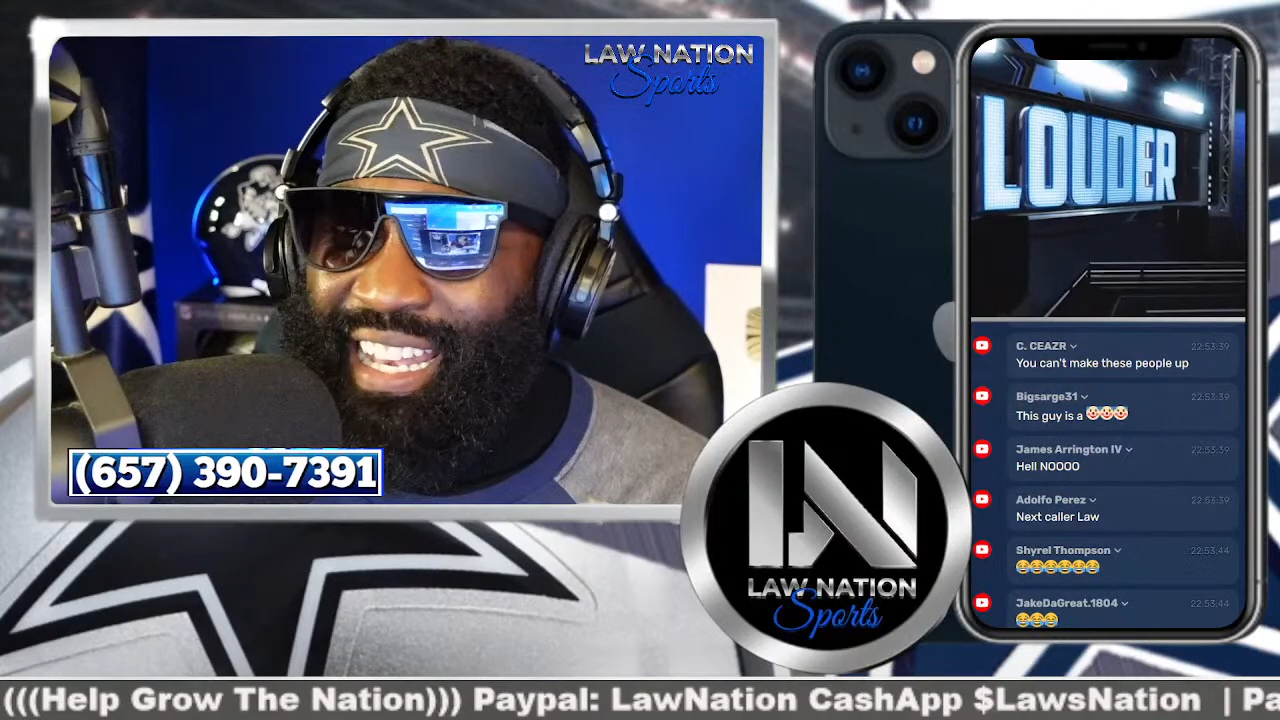 LAW NATION
Sports
(657) 390-7391
LOUDER
C. CEAZR 22:53:39
You can't make these people up
Bigsarge31 22:53:39
This guy is a 🤡🤡🤡
James Arrington IV 22:53:39
Hell NOOOO
Adolfo Perez 22:53:39
Next caller Law
Shyrel Thompson 22:53:44
😂😂😂😂😂😂
JakeDaGreat.1804 22:53:44
😂😂😂
LN
LAW NATION
Sports
(((Help Grow The Nation))) Paypal: LawNation CashApp $LawsNation | Pa